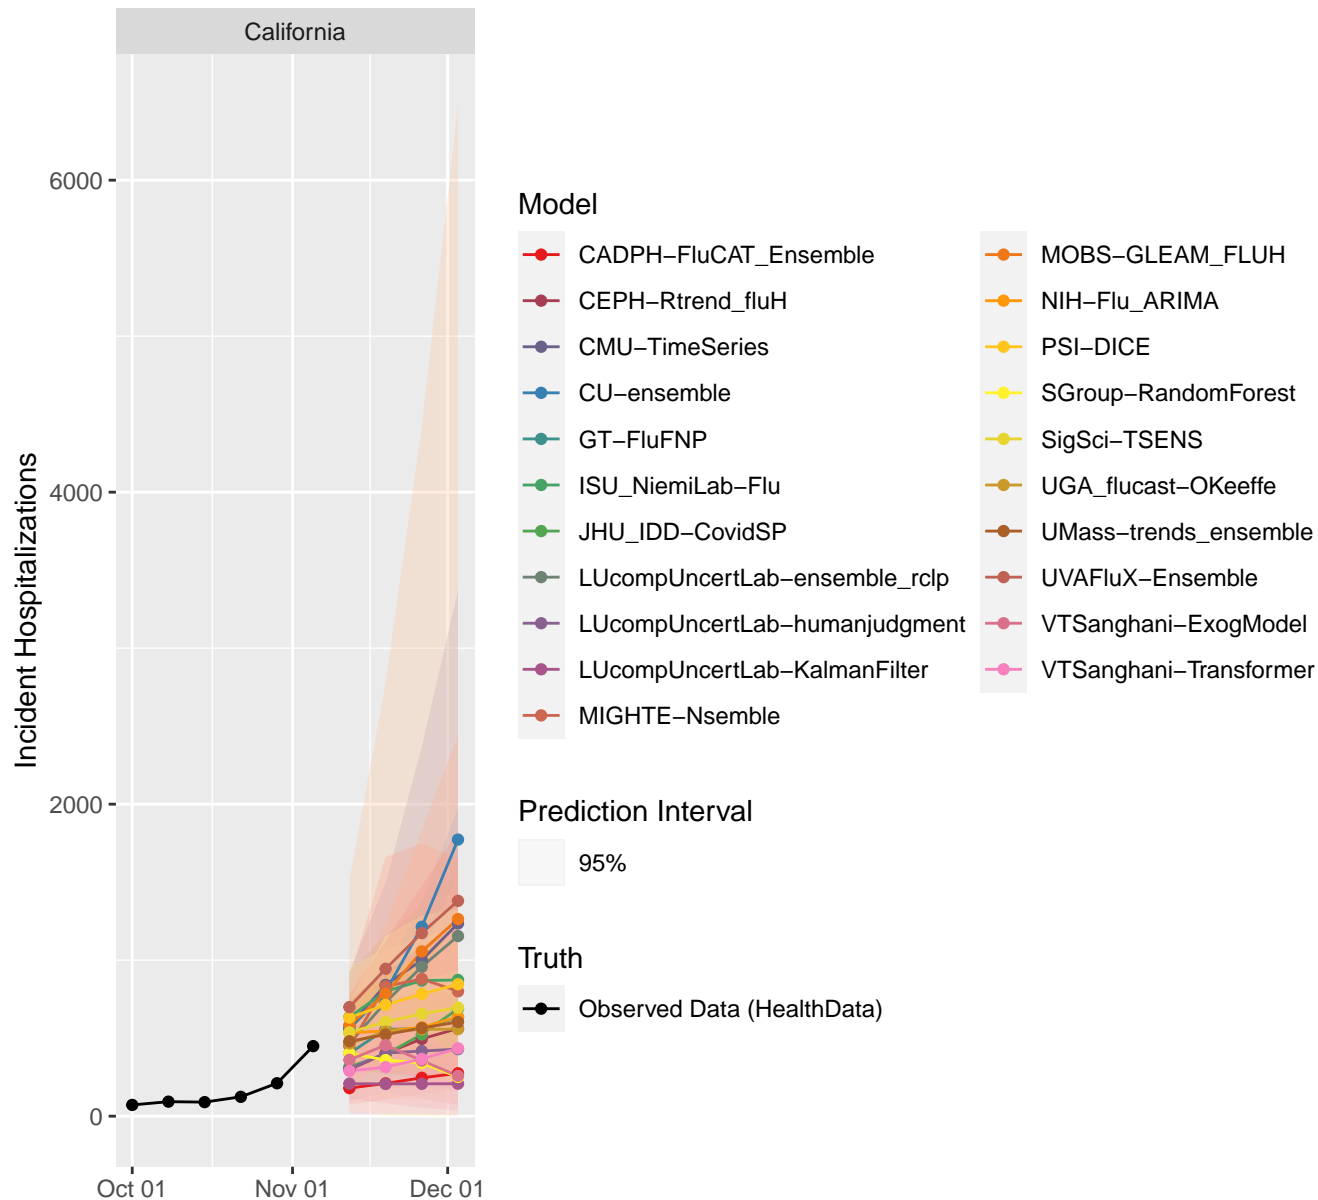 California
6000
4000
2000
0
Incident Hospitalizations
Oct 01
Nov 01
Dec 01
Model
CADPH−FluCAT_Ensemble
CEPH−Rtrend_fluH
CMU−TimeSeries
CU−ensemble
GT−FluFNP
ISU_NiemiLab−Flu
JHU_IDD−CovidSP
LUcompUncertLab−ensemble_rclp
LUcompUncertLab−humanjudgment
LUcompUncertLab−KalmanFilter
MIGHTE−Nsemble
MOBS−GLEAM_FLUH
NIH−Flu_ARIMA
PSI−DICE
SGroup−RandomForest
SigSci−TSENS
UGA_flucast−OKeeffe
UMass−trends_ensemble
UVAFluX−Ensemble
VTSanghani−ExogModel
VTSanghani−Transformer
Prediction Interval
95%
Truth
Observed Data (HealthData)